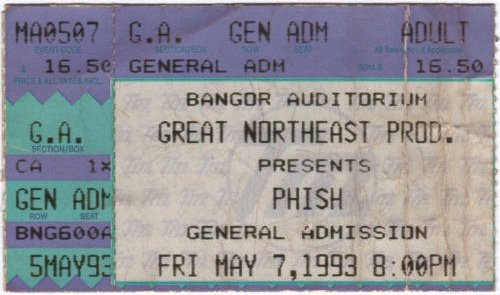 MA0507 G.A. GEN ADM ADULT
EVENT CODE SECTION/BOX ROW SEAT
$ 16.50 GENERAL ADM ADM.$ 16.50
PRICE & ALL TAXES INCL.
BANGOR AUDITORIUM
G.A. GREAT NORTHEAST PROD.
SECTION/BOX
CA 1X PRESENTS
GEN ADM PHISH
ROW SEAT
BNG600A GENERAL ADMISSION
5MAY93 FRI MAY 7,1993 8:00PM